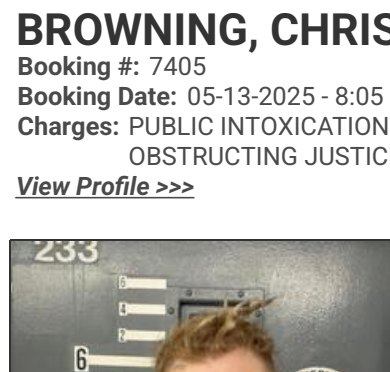 BROWNING, CHRIS
Booking #: 7405
Booking Date: 05-13-2025 - 8:05
Charges: PUBLIC INTOXICATION
OBSTRUCTING JUSTIC
View Profile >>>
233
6
4
2
6